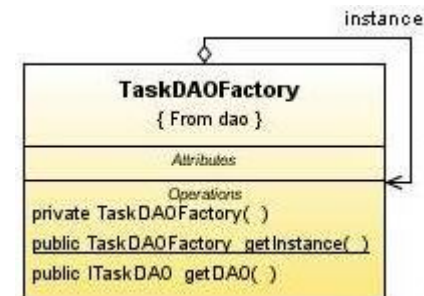 instance
TaskDAOFactory
{ From dao }
Attributes
Operations
private TaskDAOFactory( )
public TaskDAOFactory getInstance( )
public ITaskDAO getDAO( )